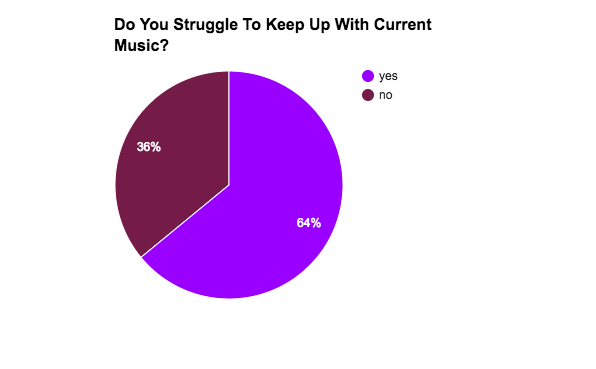 Do You Struggle To Keep Up With Current
Music?
yes
no
36%
64%